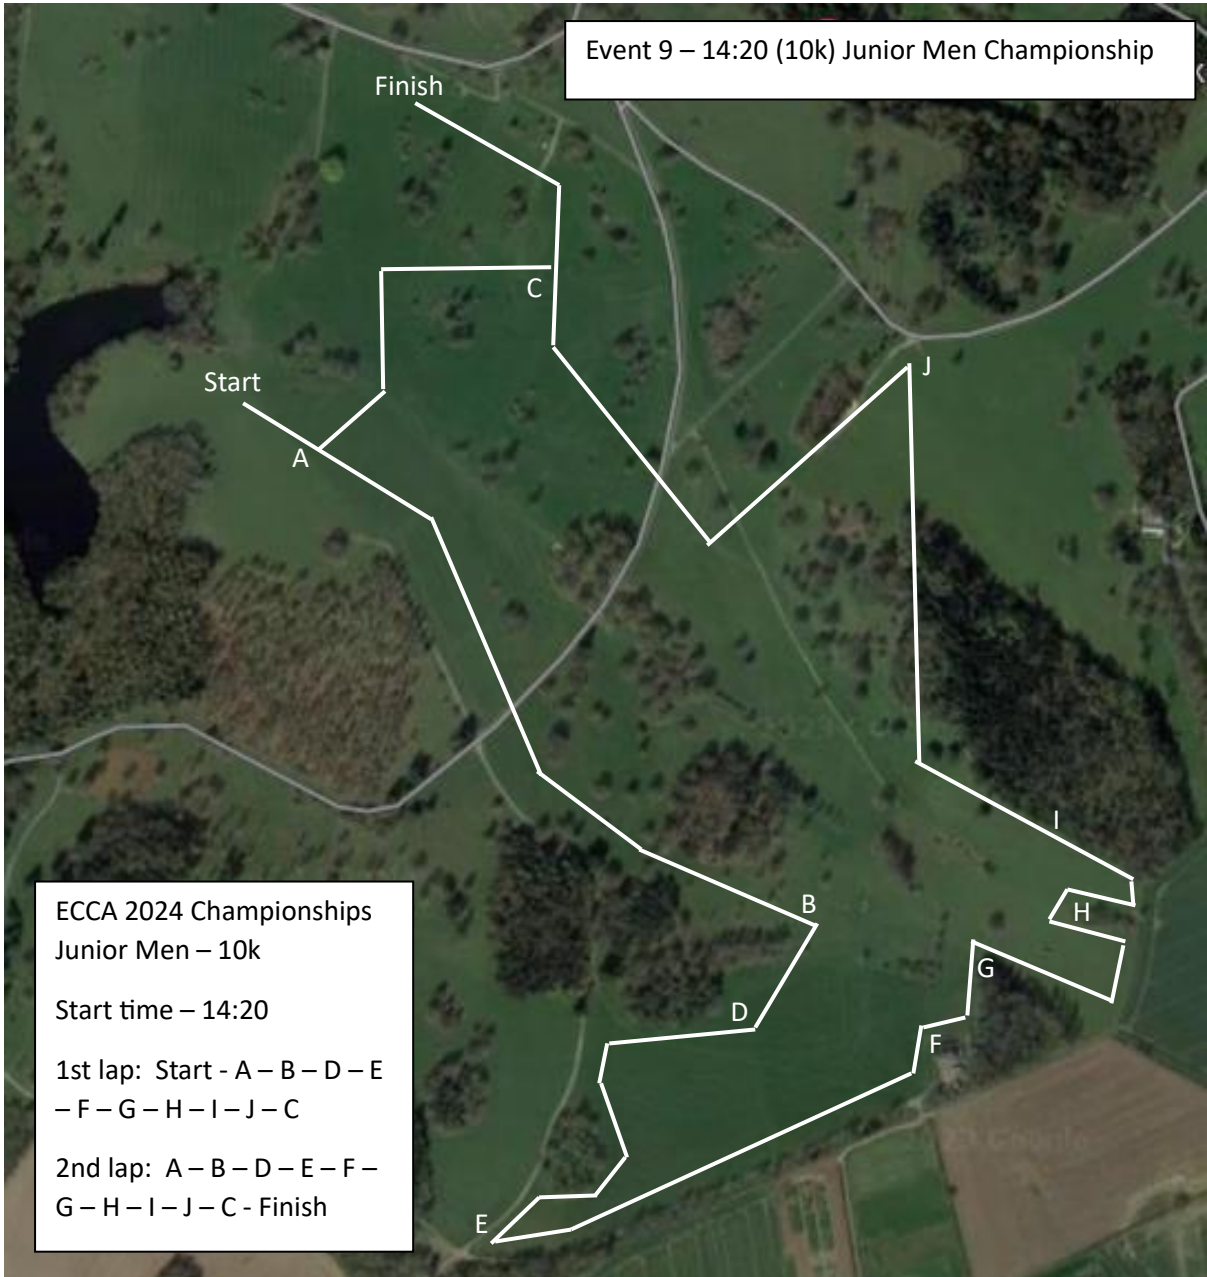 Event 9 – 14:20 (10k) Junior Men Championship
Finish
C
Start
J
A
I
B
H
G
D
F
E
ECCA 2024 Championships
Junior Men – 10k
Start time – 14:20
1st lap: Start - A – B – D – E
– F – G – H – I – J – C
2nd lap: A – B – D – E – F –
G – H – I – J – C - Finish